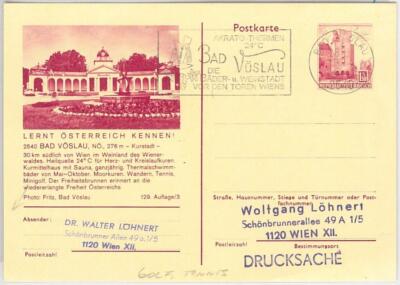 Postkarte
AKRATO-THERMEN
24°C
BAD
VÖSLAU
DIE
BÄDER- u. WEINSTADT
VOR DEN TOREN WIENS
BAD VÖSLAU
LERNT ÖSTERREICH KENNEN!
2540 BAD VÖSLAU, NÖ., 276 m – Kurstadt –
30 km südlich von Wien im Weinland des Wiener-
waldes. Heilquelle 24°C für Herz- und Kreislaufkuren.
Kurmittelhaus mit Sauna, ganzjährig. Thermalschwimm-
bäder von Mai–Oktober. Moorkuren. Wandern, Tennis,
Minigolf. Der Freiheitsbrunnen erinnert an die
wiedererlangte Freiheit Österreichs
Photo: Fritz, Bad Vöslau 129. Auflage/3
Absender:
DR. WALTER LÖHNERT
Schönbrunner Allee 49 a.1/5
1120 Wien XII.
Postleitzahl
Straße, Hausnummer, Stiege und Türnummer oder Post-
fachnummer
Wolfgang Löhnert
Schönbrunnerallee 49 A 1/5
1120 WIEN XII.
Postleitzahl Bestimmungsort
DRUCKSACHE
GOLF, TENNIS